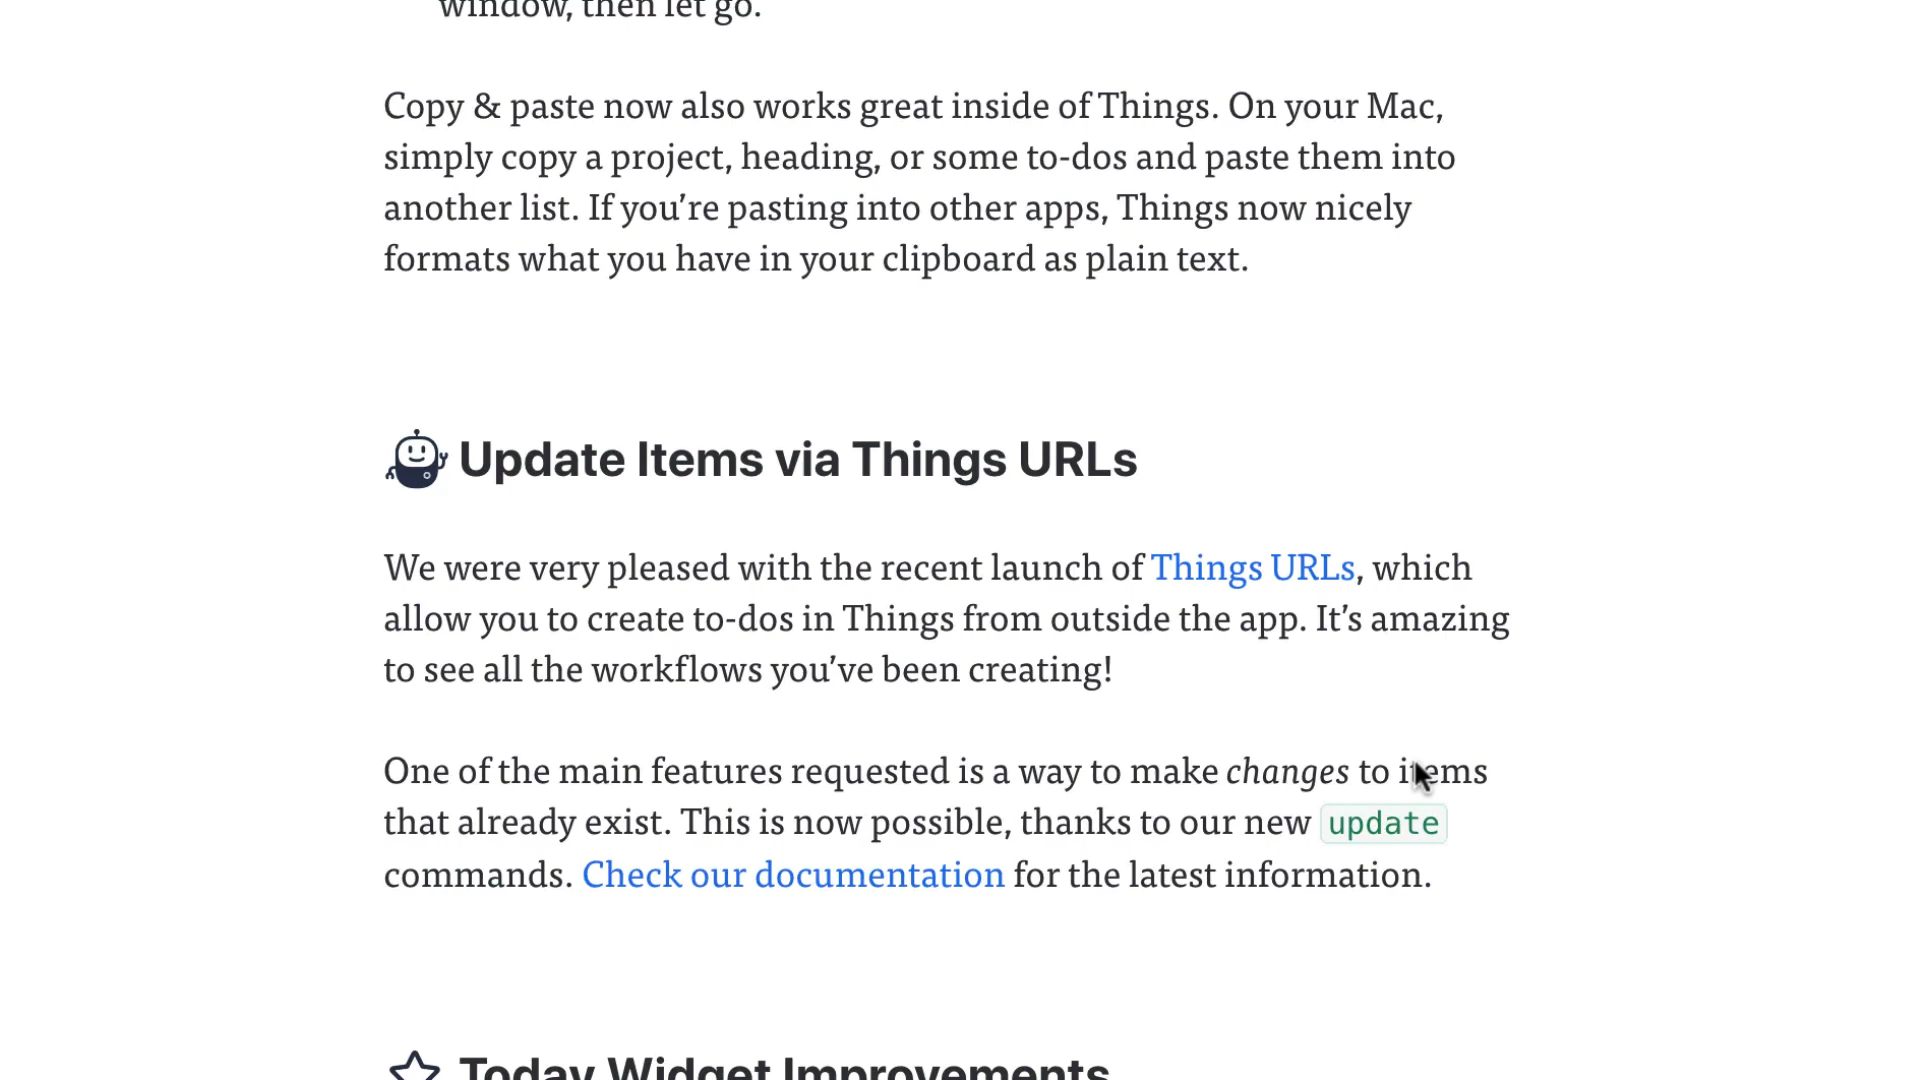 window, then let go.
Copy & paste now also works great inside of Things. On your Mac,
simply copy a project, heading, or some to-dos and paste them into
another list. If you’re pasting into other apps, Things now nicely
formats what you have in your clipboard as plain text.
Update Items via Things URLs
We were very pleased with the recent launch of Things URLs, which
allow you to create to-dos in Things from outside the app. It’s amazing
to see all the workflows you’ve been creating!
One of the main features requested is a way to make changes to items
that already exist. This is now possible, thanks to our new update
commands. Check our documentation for the latest information.
Today Widget Improvements